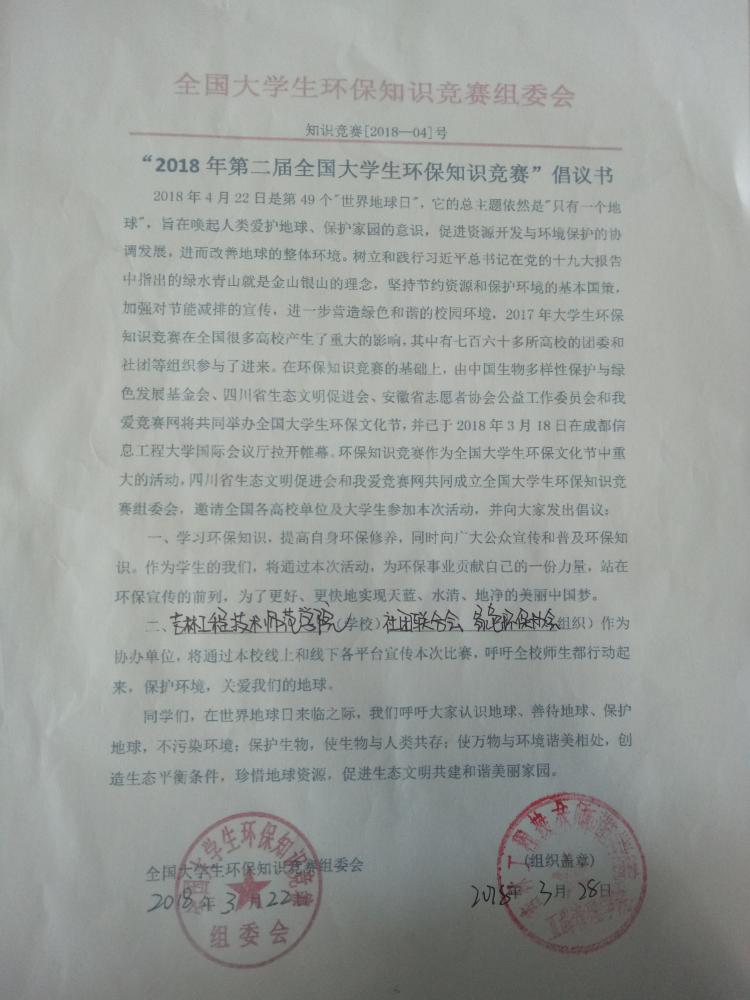 全国大学生环保知识竞赛组委会
知识竞赛[2018—04]号
“2018 年第二届全国大学生环保知识竞赛”倡议书
2018 年 4 月 22 日是第 49 个"世界地球日"，它的总主题依然是"只有一个地
球"，旨在唤起人类爱护地球、保护家园的意识，促进资源开发与环境保护的协
调发展，进而改善地球的整体环境。树立和践行习近平总书记在党的十九大报告
中指出的绿水青山就是金山银山的理念，坚持节约资源和保护环境的基本国策，
加强对节能减排的宣传，进一步营造绿色和谐的校园环境，2017 年大学生环保
知识竞赛在全国很多高校产生了重大的影响，其中有七百六十多所高校的团委和
社团等组织参与了进来。在环保知识竞赛的基础上，由中国生物多样性保护与绿
色发展基金会、四川省生态文明促进会、安徽省志愿者协会公益工作委员会和我
爱竞赛网将共同举办全国大学生环保文化节，并已于 2018 年 3 月 18 日在成都信
息工程大学国际会议厅拉开帷幕。环保知识竞赛作为全国大学生环保文化节中重
大的活动，四川省生态文明促进会和我爱竞赛网共同成立全国大学生环保知识竞
赛组委会，邀请全国各高校单位及大学生参加本次活动，并向大家发出倡议：
一、学习环保知识，提高自身环保修养，同时向广大公众宣传和普及环保知
识。作为学生的我们，将通过本次活动，为环保事业贡献自己的一份力量，站在
环保宣传的前列，为了更好、更快地实现天蓝、水清、地净的美丽中国梦。
二、吉林工程技术师范学院（学校）社团联合会 环保协会组织）作为
协办单位，将通过本校线上和线下各平台宣传本次比赛，呼吁全校师生都行动起
来，保护环境，关爱我们的地球。
同学们，在世界地球日来临之际，我们呼吁大家认识地球、善待地球、保护
地球，不污染环境；保护生物，使生物与人类共存；使万物与环境谐美相处，创
造生态平衡条件，珍惜地球资源，促进生态文明共建和谐美丽家园。
全国大学生环保知识竞赛组委会
(组织盖章)
2018 年 3 月 22 日
2018年 3 月 28 日
全国大学生环保知识竞赛
组委会